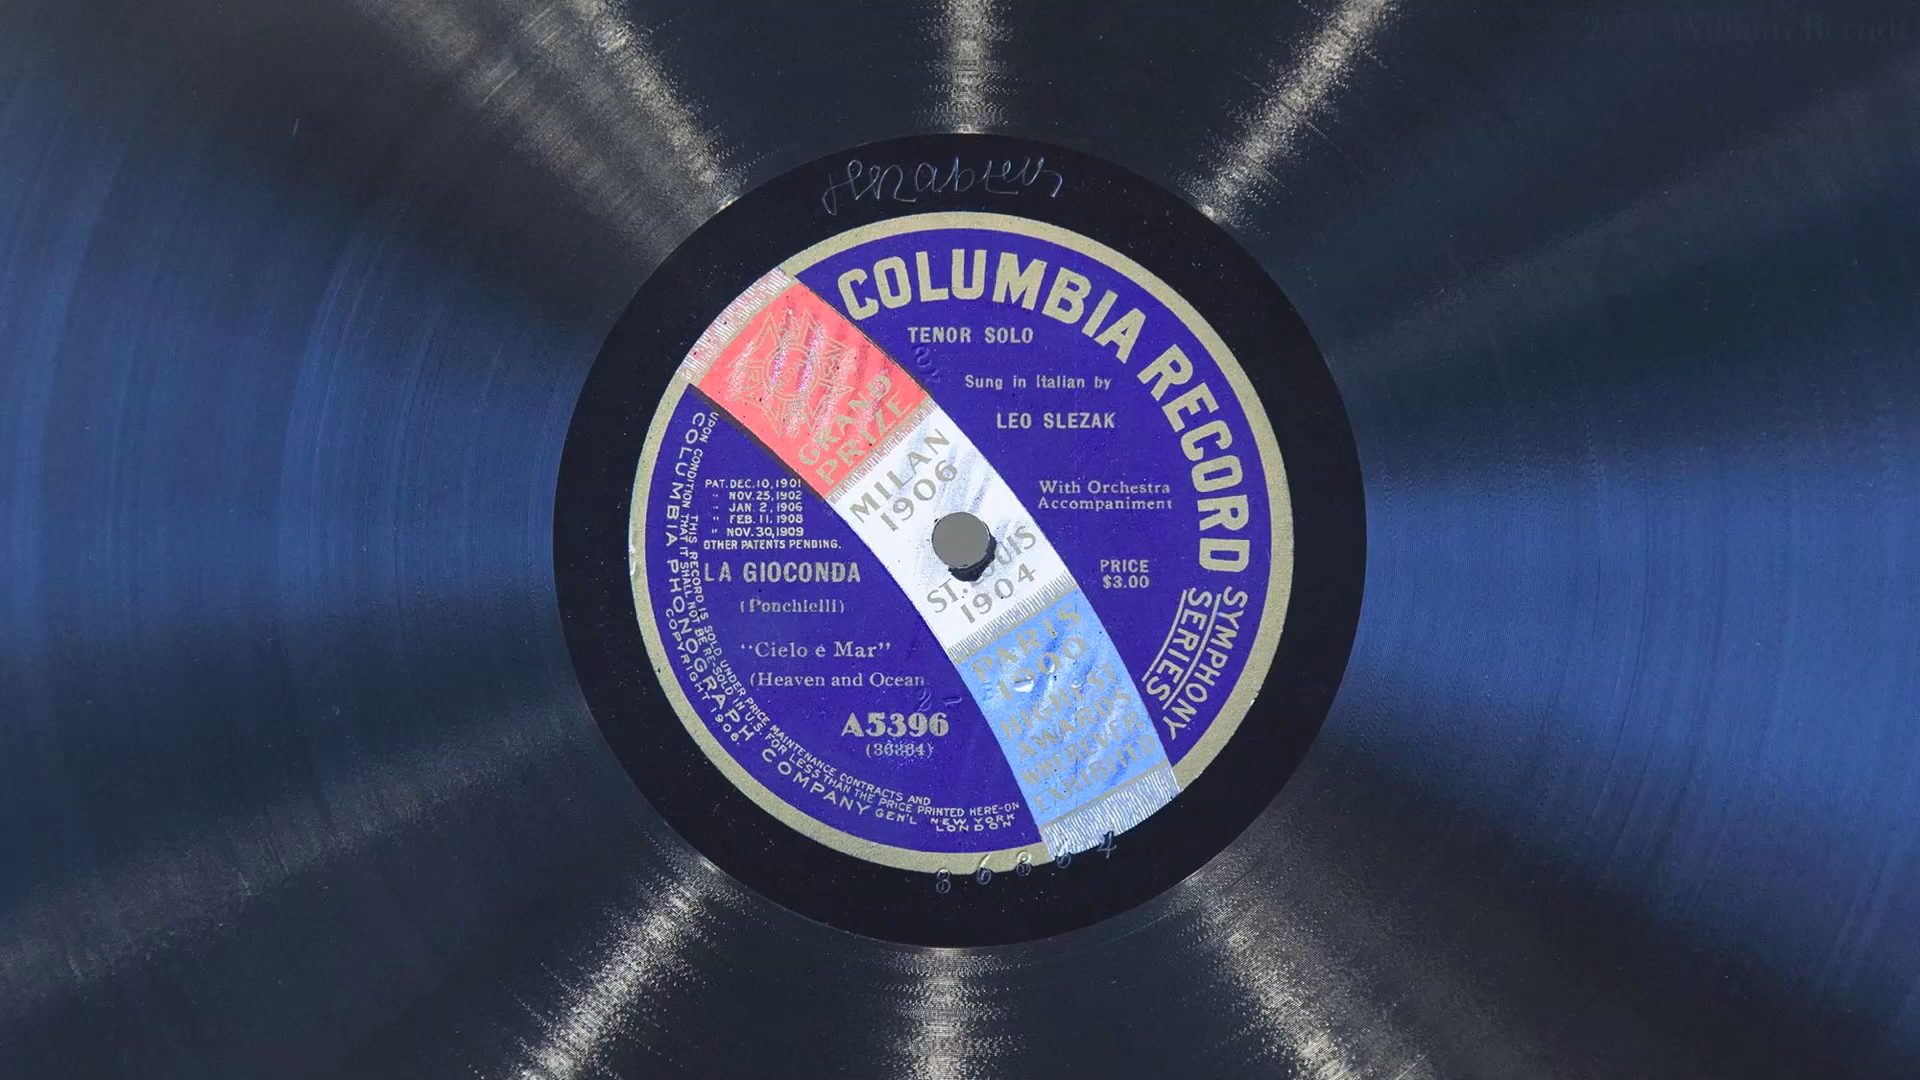 COLUMBIA RECORD
SYMPHONY
SERIES
TENOR SOLO
Sung in Italian by
LEO SLEZAK
With Orchestra
Accompaniment
PRICE
$3.00
GRAND
PRIZE
MILAN
1906
ST. LOUIS
1904
PARIS
1900
HIGHEST
AWARDS
WHEREVER
EXHIBITED
PAT. DEC. 10, 1901
" NOV. 25, 1902
" JAN. 2, 1906
" FEB. 11, 1908
" NOV. 30, 1909
OTHER PATENTS PENDING.
LA GIOCONDA
(Ponchielli)
"Cielo e Mar"
(Heaven and Ocean
A5396
(36364)
THIS RECORD IS SOLD UNDER PRICE MAINTENANCE CONTRACTS AND
UPON CONDITION THAT IT SHALL NOT BE RE-SOLD IN U.S. FOR LESS THAN THE PRICE PRINTED HERE-ON
COLUMBIA PHONOGRAPH COMPANY GEN'L NEW YORK
LONDON
COPYRIGHT 1906.